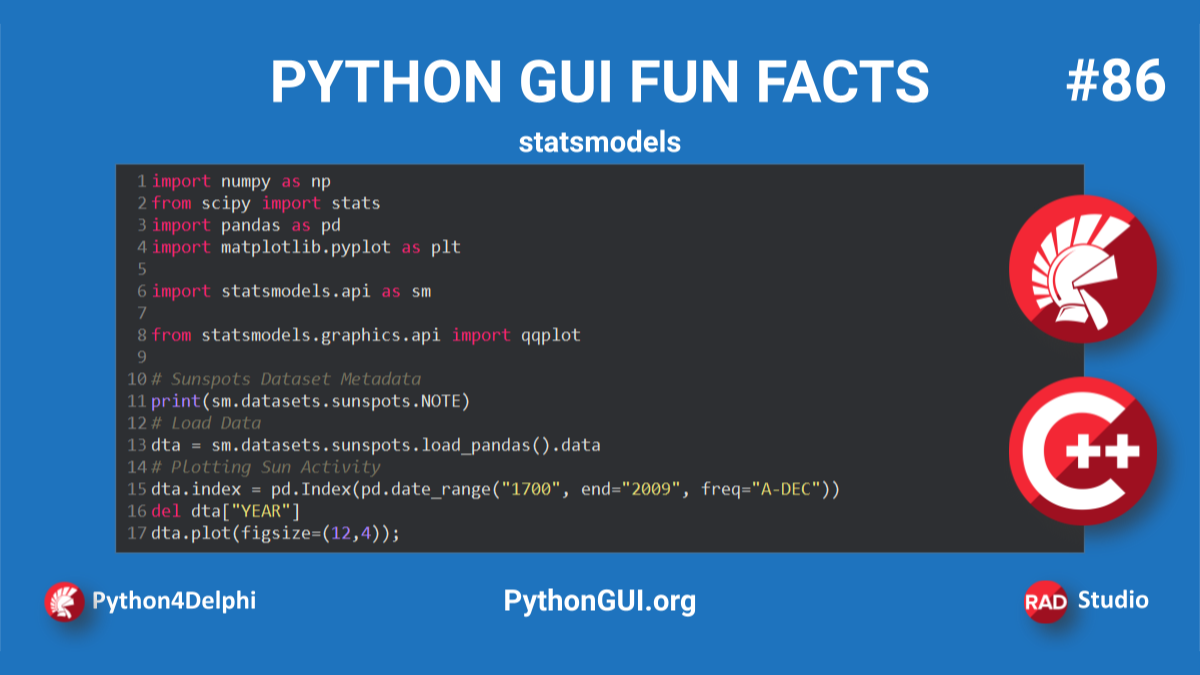 PYTHON GUI FUN FACTS
#86
statsmodels
1 import numpy as np
2 from scipy import stats
3 import pandas as pd
4 import matplotlib.pyplot as plt
5
6 import statsmodels.api as sm
7
8 from statsmodels.graphics.api import qqplot
9
10 # Sunspots Dataset Metadata
11 print(sm.datasets.sunspots.NOTE)
12 # Load Data
13 dta = sm.datasets.sunspots.load_pandas().data
14 # Plotting Sun Activity
15 dta.index = pd.Index(pd.date_range("1700", end="2009", freq="A-DEC"))
16 del dta["YEAR"]
17 dta.plot(figsize=(12,4));
C++
Python4Delphi
PythonGUI.org
RAD Studio